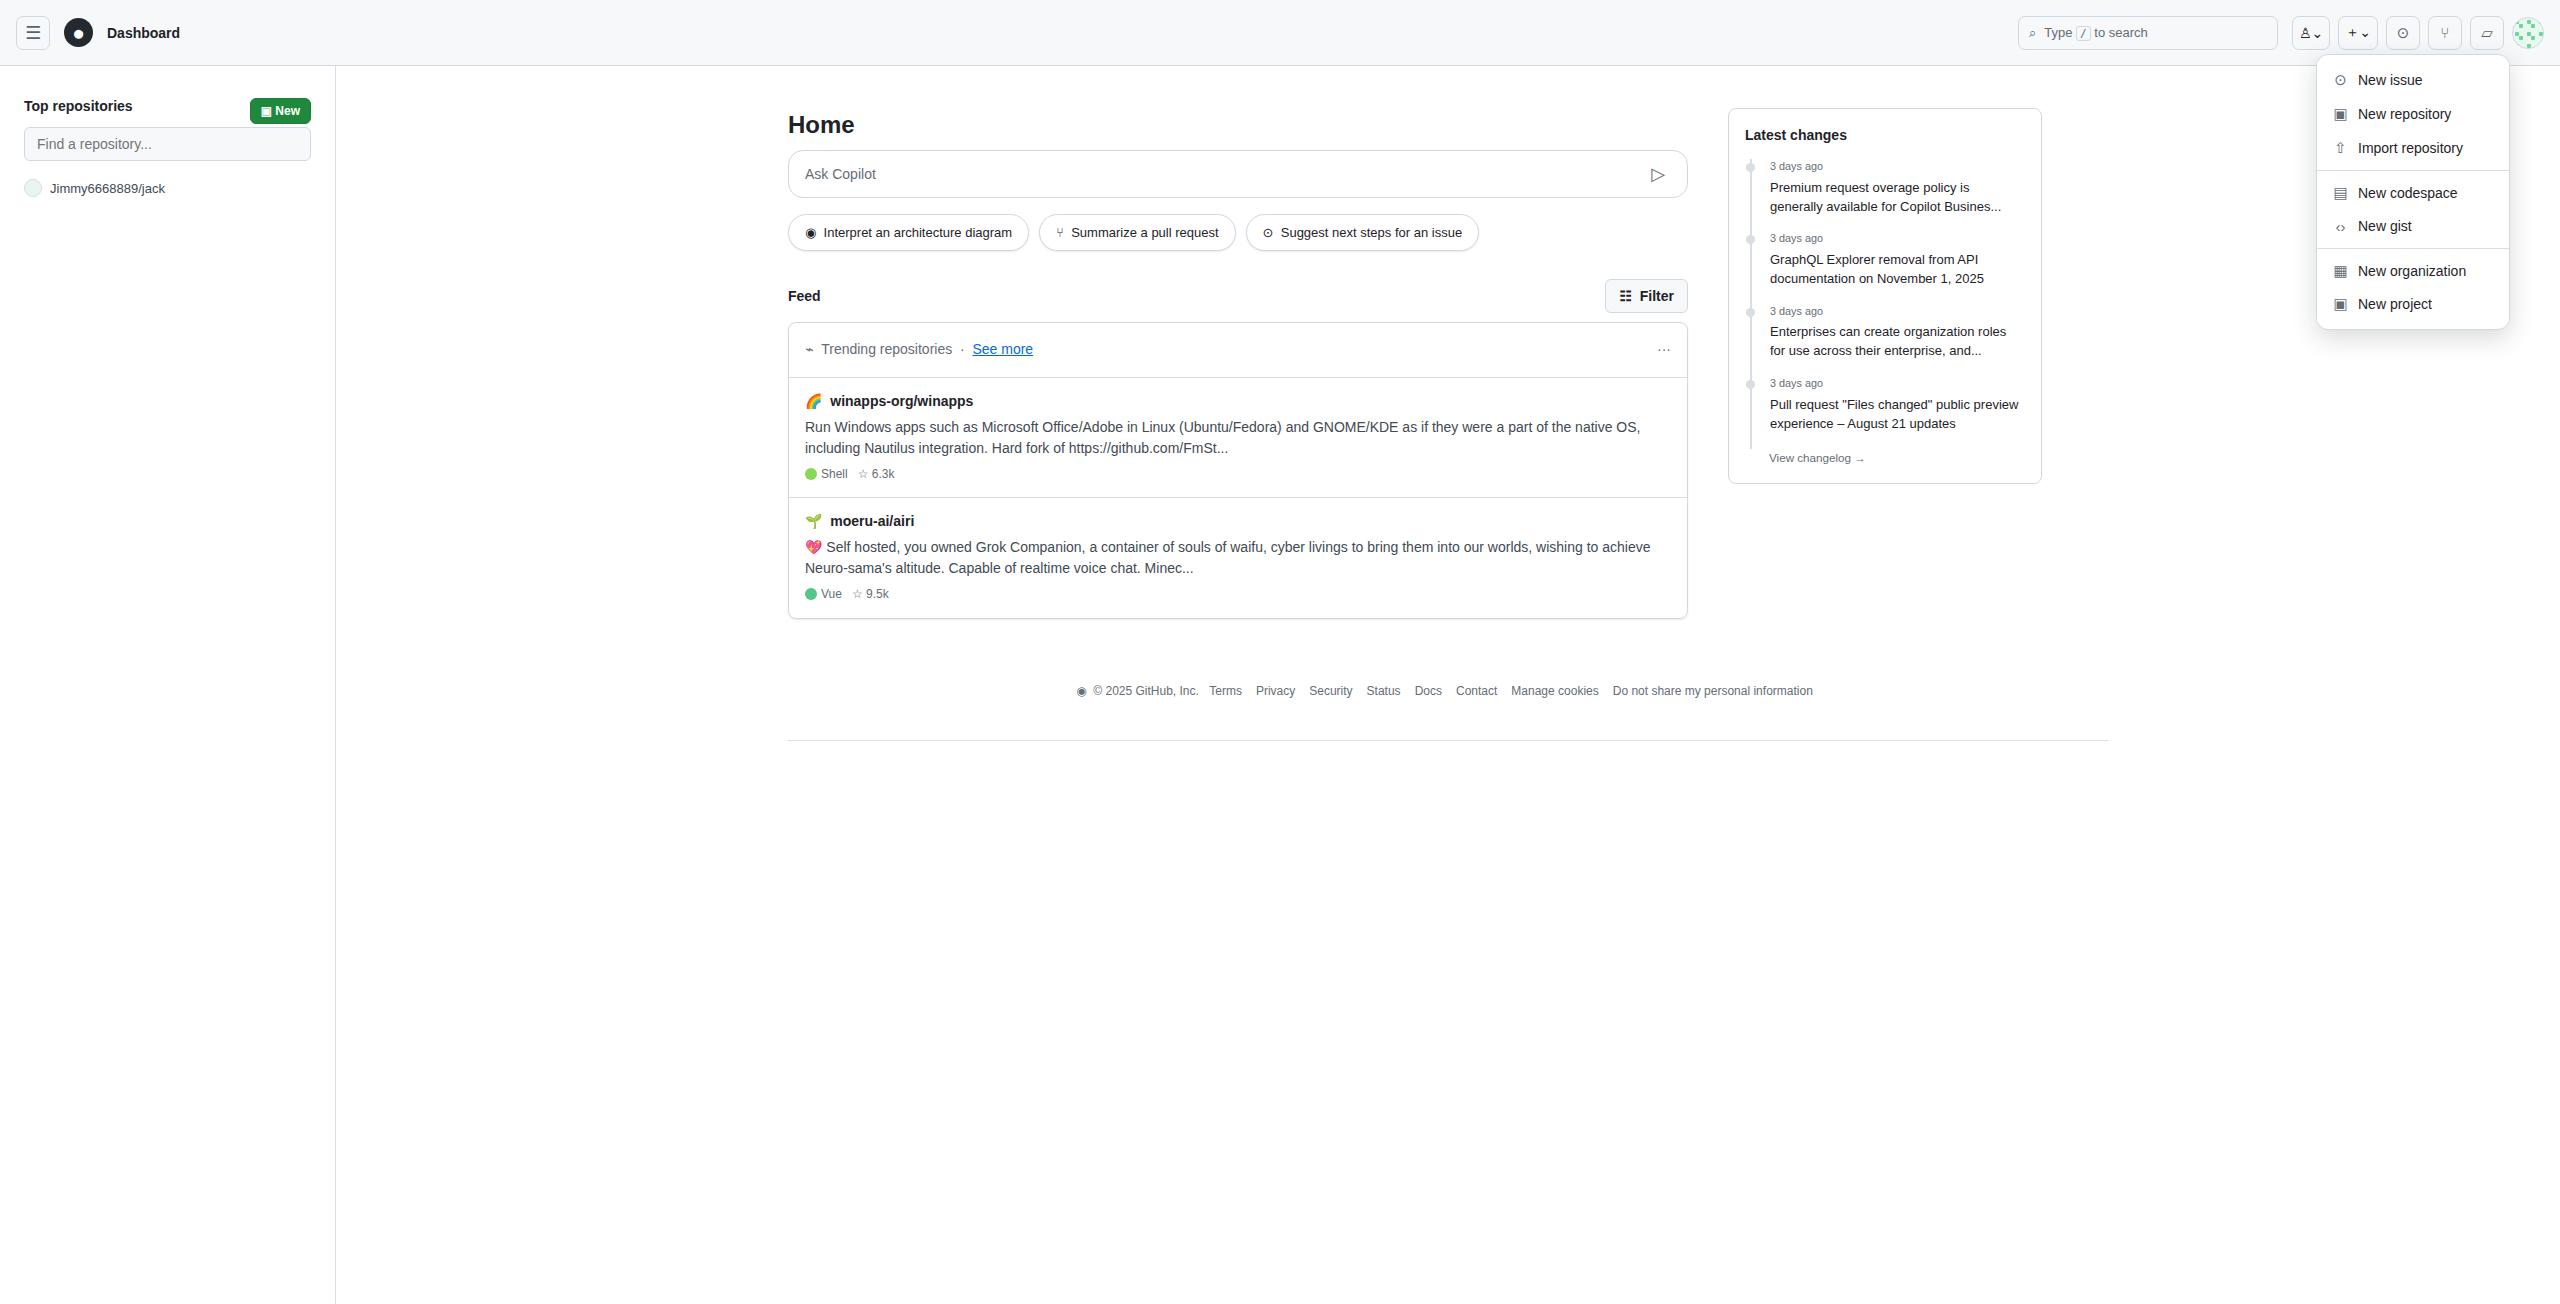 Dashboard
Type / to search
New issue
New repository
Import repository
New codespace
New gist
New organization
New project
Top repositories
New
Find a repository...
Jimmy6668889/jack
Home
Ask Copilot
Interpret an architecture diagram
Summarize a pull request
Suggest next steps for an issue
Feed
Filter
Trending repositories · See more
···
🌈 winapps-org/winapps
Run Windows apps such as Microsoft Office/Adobe in Linux (Ubuntu/Fedora) and GNOME/KDE as if they were a part of the native OS,
including Nautilus integration. Hard fork of https://github.com/FmSt...
Shell ☆ 6.3k
🌱 moeru-ai/airi
💖 Self hosted, you owned Grok Companion, a container of souls of waifu, cyber livings to bring them into our worlds, wishing to achieve
Neuro-sama's altitude. Capable of realtime voice chat. Minec...
Vue ☆ 9.5k
Latest changes
3 days ago
Premium request overage policy is
generally available for Copilot Busines...
3 days ago
GraphQL Explorer removal from API
documentation on November 1, 2025
3 days ago
Enterprises can create organization roles
for use across their enterprise, and...
3 days ago
Pull request "Files changed" public preview
experience – August 21 updates
View changelog →
© 2025 GitHub, Inc. Terms Privacy Security Status Docs Contact Manage cookies Do not share my personal information